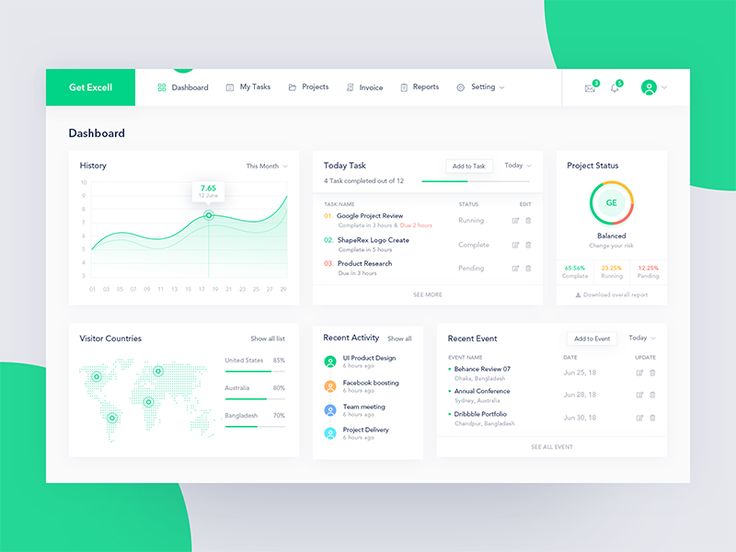 Get Excell
Dashboard
My Tasks
Projects
Invoice
Reports
Setting
3
5
Dashboard
History
This Month
10
9
8
7
6
5
4
3
7.65
12 June
01 03 05 07 09 11 13 15 17 19 21 23 25 27 29
Today Task
Add to Task
Today
4 Task completed out of 12
TASK NAME STATUS EDIT
01. Google Project Review
Complete in 3 hours & Due 2 hours
Running
02. ShapeRex Logo Create
Complete in 5 hours
Complete
03. Product Research
Due in 3 hours
Pending
SEE MORE
Project Status
GE
Balanced
Change your risk
65.56% 23.25% 12.25%
Complete Running Panding
Download overall report
Visitor Countries
Show all list
United States 85%
Australia 80%
Bangladesh 70%
Recent Activity
Show all
UI Product Design
6 hours ago
Facebook boosting
6 hours ago
Team meeting
6 hours ago
Project Delivery
6 hours ago
Recent Event
Add to Event
Today
EVENT NAME DATE UPDATE
Behance Review 07
Dhaka, Bangladesh
Jun 25, 18
Annual Conference
Sydney, Australia
Jun 28, 18
Dribbble Portfolio
Chandpur, Bangladesh
Jun 30, 18
SEE ALL EVENT